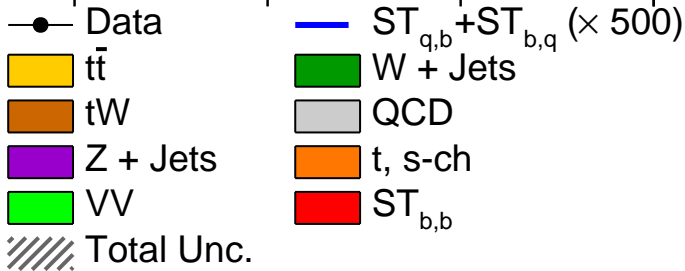 Data
ST_{q,b}+ST_{b,q} (× 500)
tt̄
W + Jets
tW
QCD
Z + Jets
t, s-ch
VV
ST_{b,b}
Total Unc.